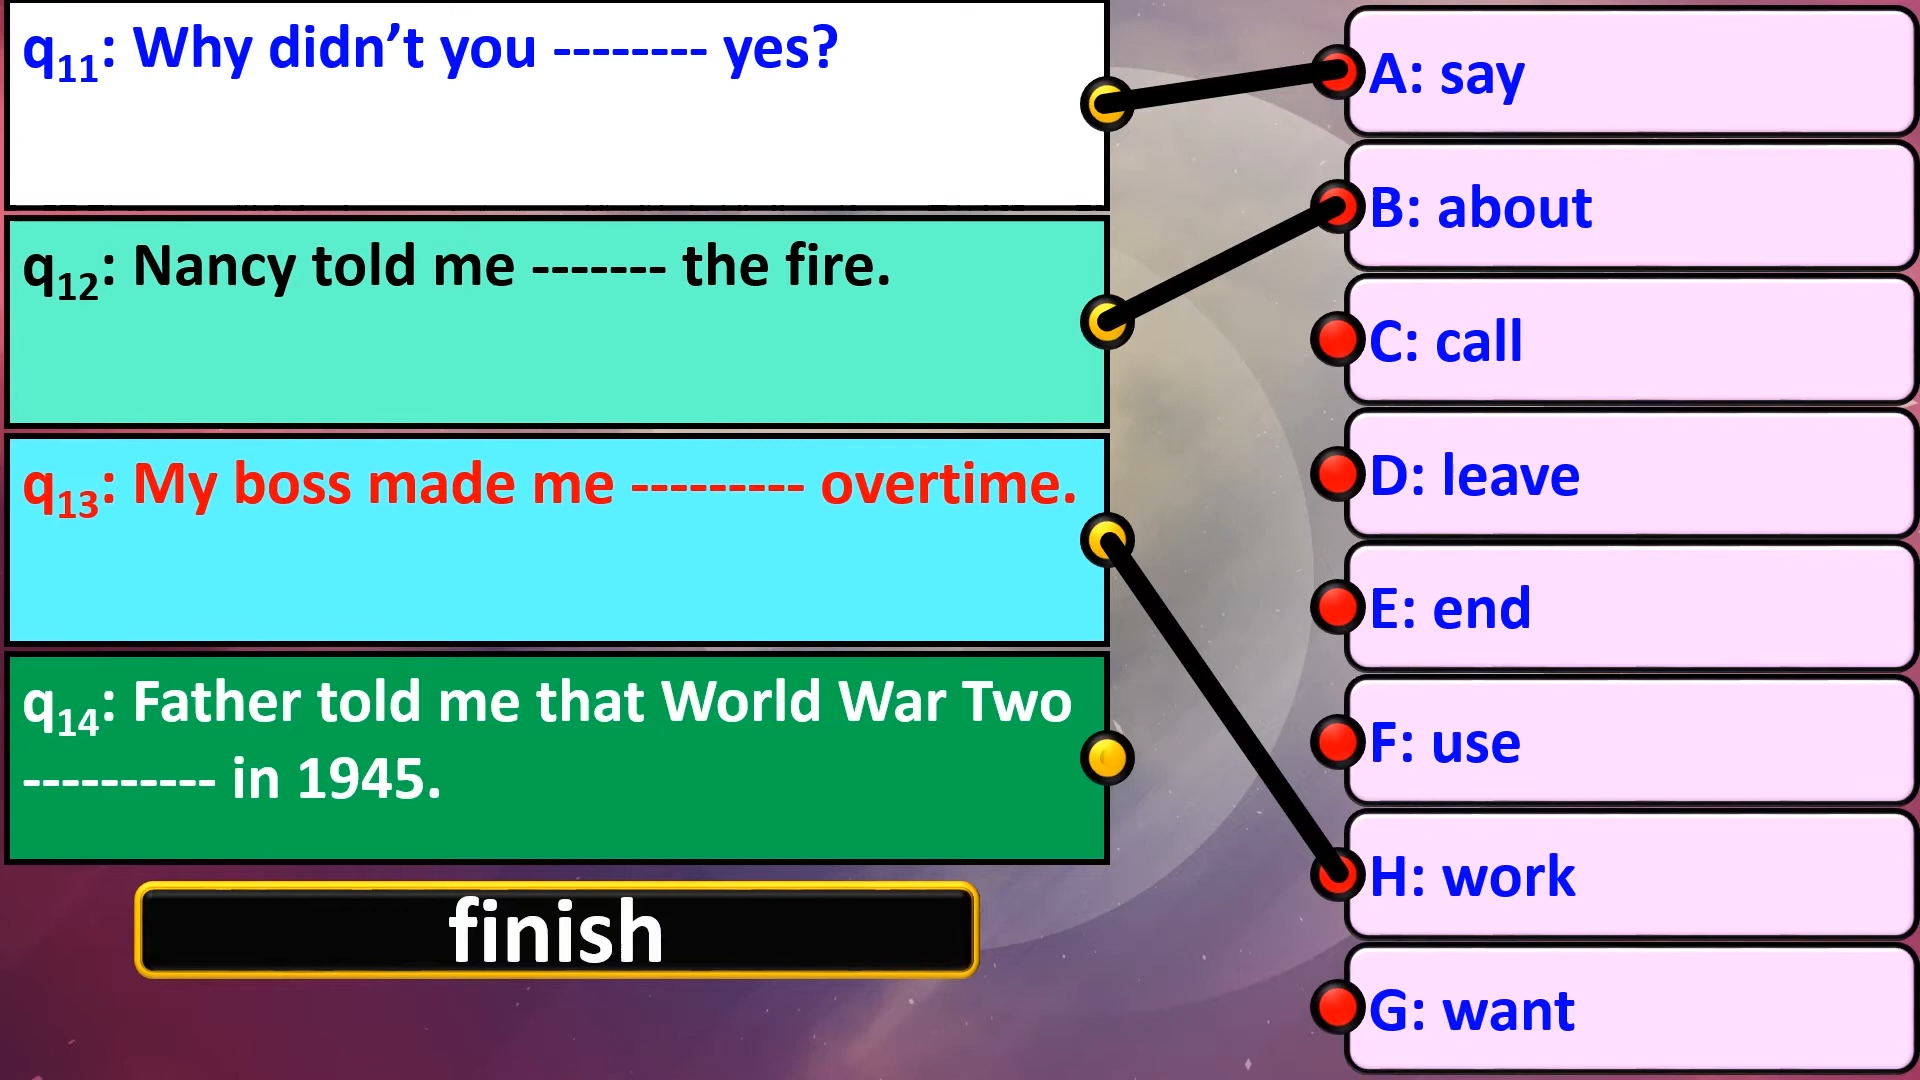 q11: Why didn’t you -------- yes?
q12: Nancy told me ------- the fire.
q13: My boss made me --------- overtime.
q14: Father told me that World War Two
---------- in 1945.
finish
A: say
B: about
C: call
D: leave
E: end
F: use
H: work
G: want